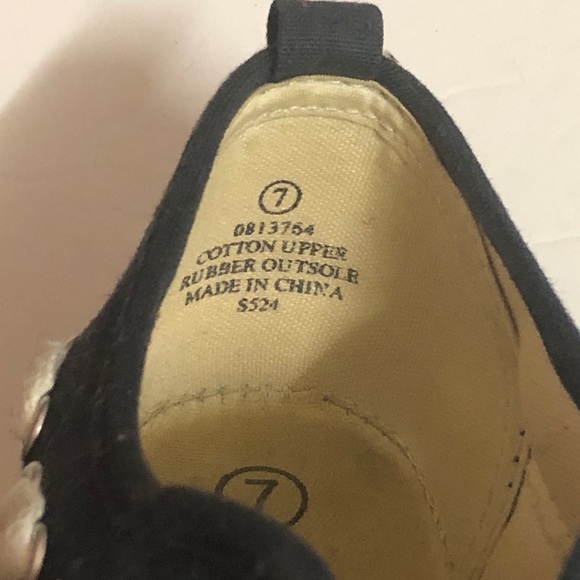 7
0813764
COTTON UPPER
RUBBER OUTSOLE
MADE IN CHINA
S524
7